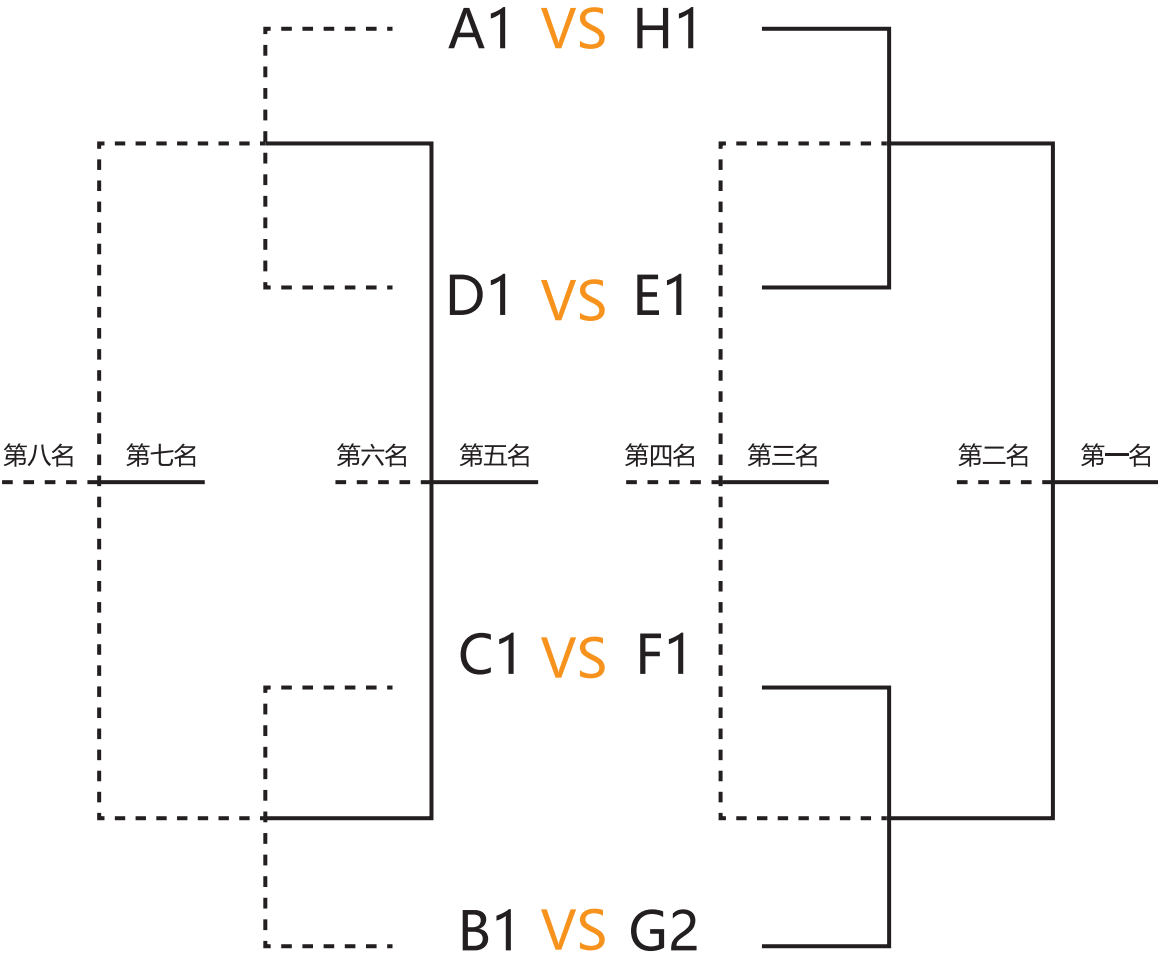 A1 VS H1
D1 VS E1
第八名 第七名 第六名 第五名 第四名 第三名 第二名 第一名
C1 VS F1
B1 VS G2